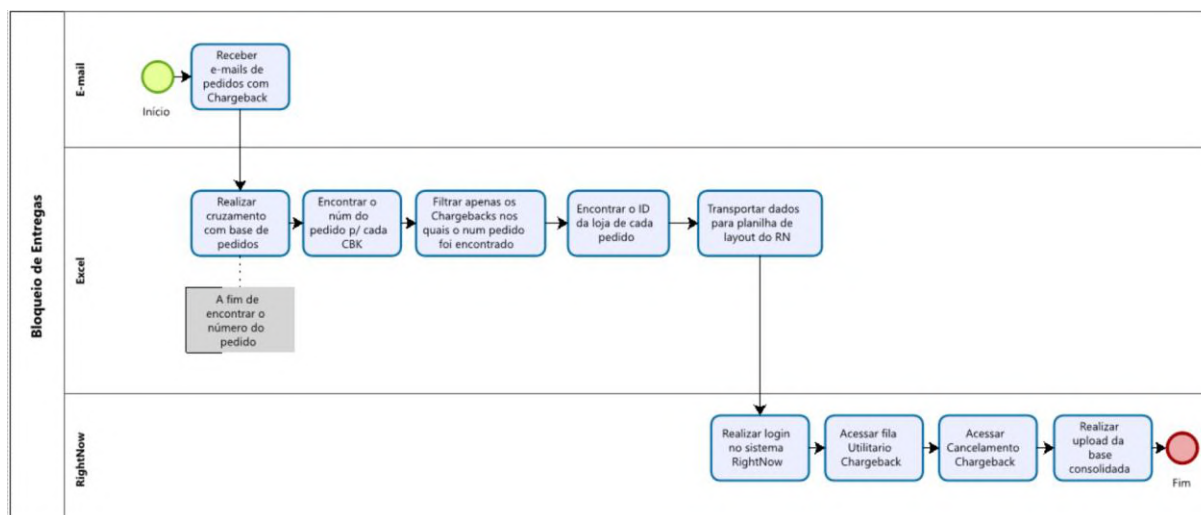 Bloqueio de Entregas
E-mail
Início
Receber
e-mails de
pedidos com
Chargeback
Excel
Realizar
cruzamento
com base de
pedidos
Encontrar o
núm do
pedido p/ cada
CBK
Filtrar apenas os
Chargebacks nos
quais o num pedido
foi encontrado
Encontrar o ID
da loja de cada
pedido
Transportar dados
para planilha de
layout do RN
A fim de
encontrar o
número do
pedido
RightNow
Realizar login
no sistema
RightNow
Acessar fila
Utilitario
Chargeback
Acessar
Cancelamento
Chargeback
Realizar
upload da
base
consolidada
Fim